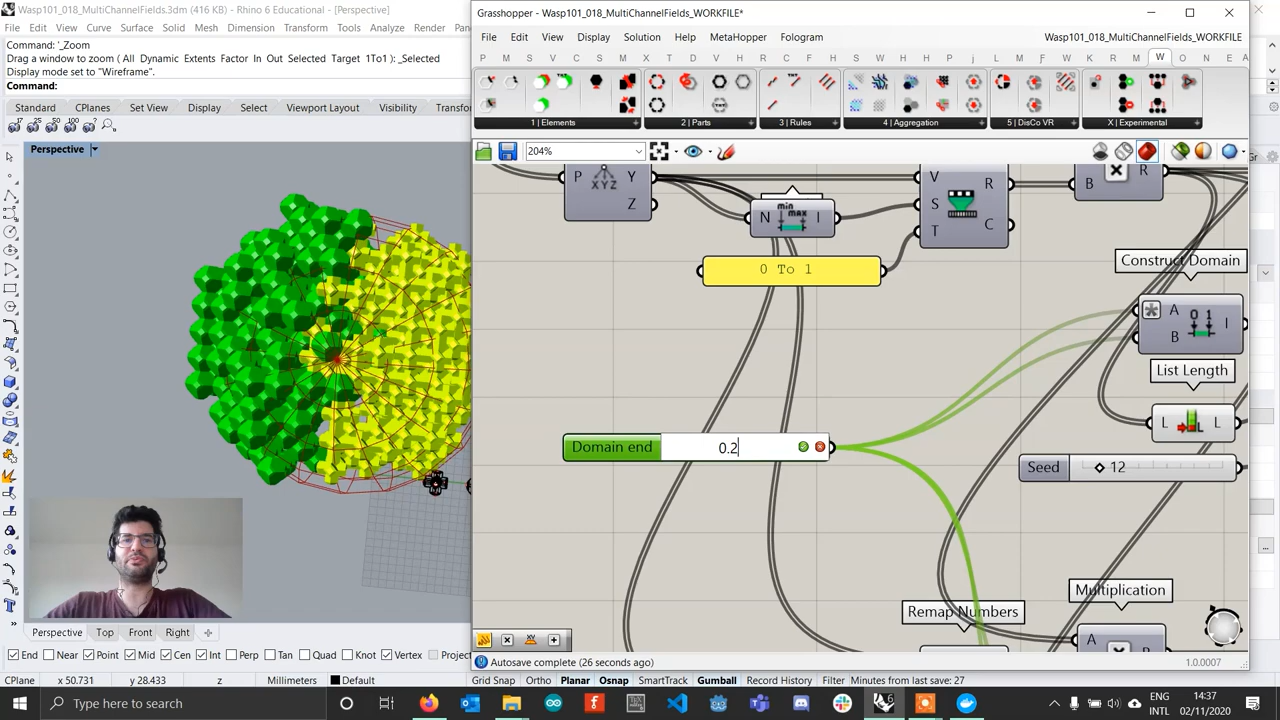 Wasp101_018_MultiChannelFields.3dm (416 KB) - Rhino 6 Educational - [Perspective]
File Edit View Curve Surface Solid Mesh Dimension Transform Tools Analyze Render
Command: '_Zoom
Drag a window to zoom ( All Dynamic Extents Factor In Out Selected Target 1To1 ): _Selected
Display mode set to "Wireframe".
Command:
Standard CPlanes Set View Display Select Viewport Layout Visibility Transfor
Perspective
Grasshopper - Wasp101_018_MultiChannelFields_WORKFILE*
File Edit View Display Solution Help MetaHopper Fologram
Wasp101_018_MultiChannelFields_WORKFILE
1 | Elements 2 | Parts 3 | Rules 4 | Aggregation 5 | DisCo VR X | Experimental
204%
P Y Z
X Y Z
N min max I
V S T R C
B R
0 To 1
Construct Domain
A B 0 1 I
List Length
L L
Domain end 0.2
Seed 12
Multiplication
Remap Numbers
A
Autosave complete (26 seconds ago)
1.0.0007
Perspective Top Front Right
End Near Point Mid Cen Int Perp Tan Quad Knot Vertex Project
CPlane x 50.731 y 28.433 z Millimeters Default Grid Snap Ortho Planar Osnap SmartTrack Gumball Record History Filter Minutes from last save: 27
Type here to search
ENG
INTL
14:37
02/11/2020